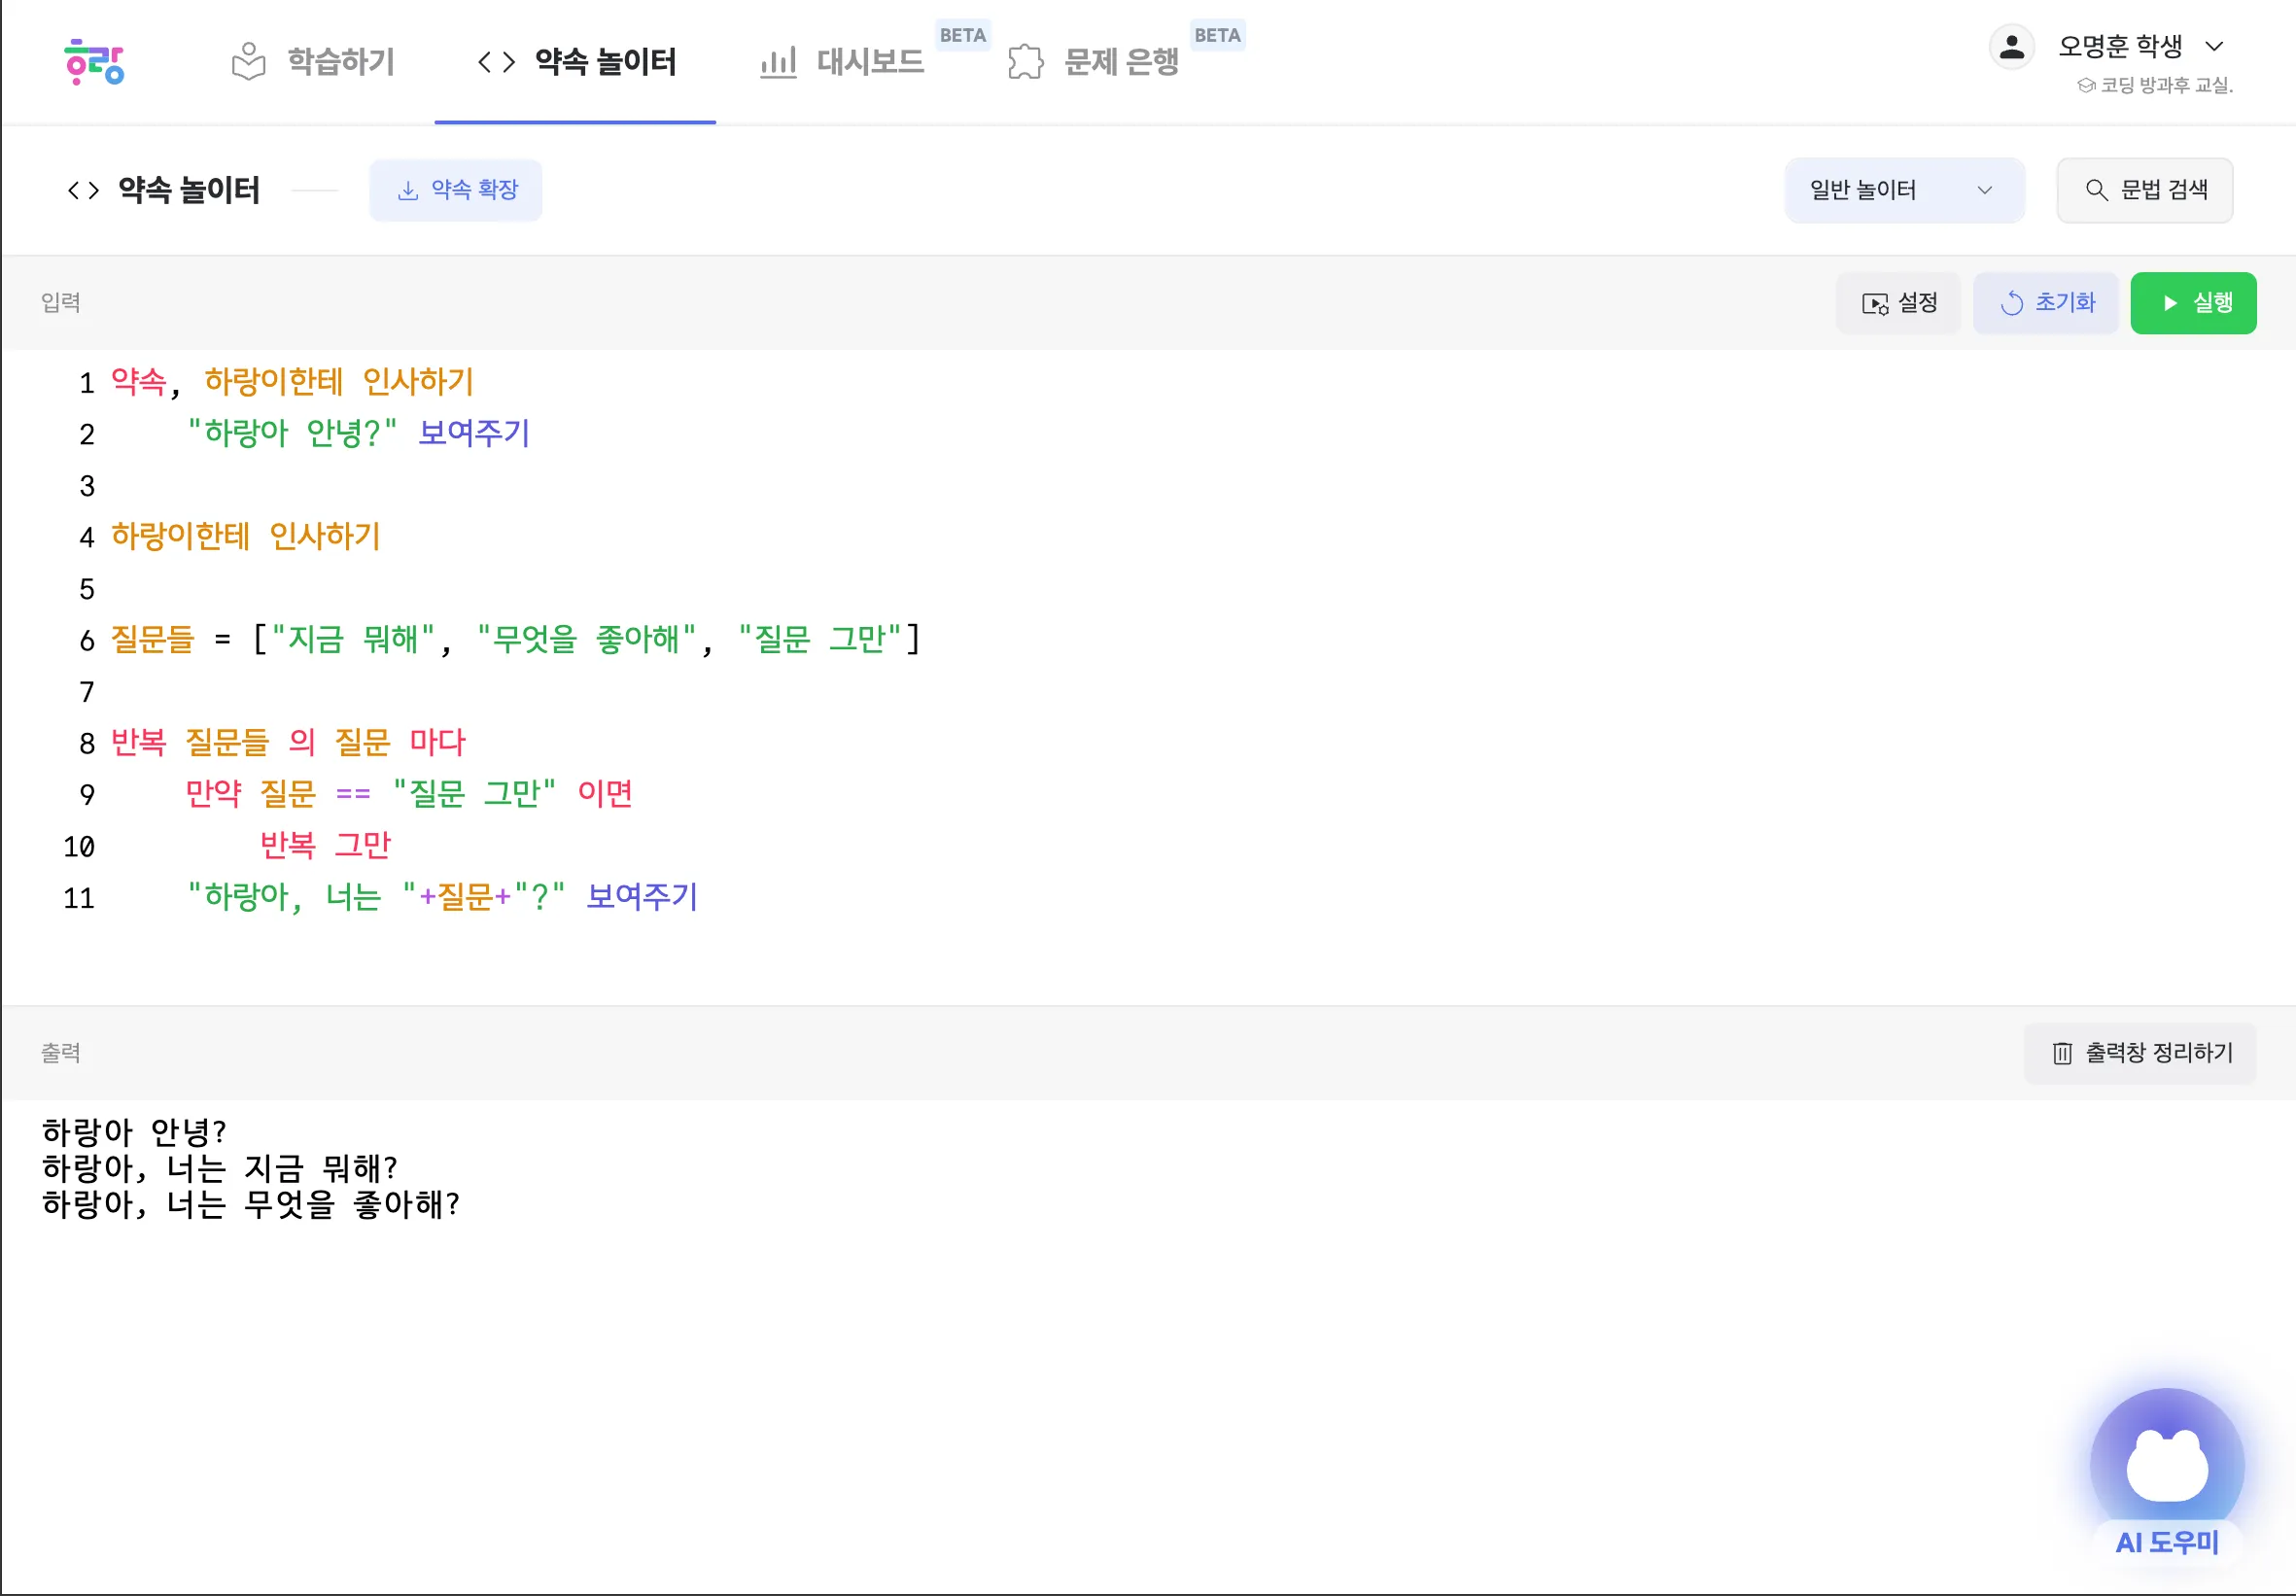 하랑
학습하기
약속 놀이터
대시보드 BETA
문제 은행 BETA
오명훈 학생
코딩 방과후 교실.
약속 놀이터
약속 확장
일반 놀이터
문법 검색
입력
설정
초기화
실행
1 약속, 하랑이한테 인사하기
2 "하랑아 안녕?" 보여주기
3
4 하랑이한테 인사하기
5
6 질문들 = ["지금 뭐해", "무엇을 좋아해", "질문 그만"]
7
8 반복 질문들 의 질문 마다
9 만약 질문 == "질문 그만" 이면
10 반복 그만
11 "하랑아, 너는 "+질문+"?" 보여주기
출력
출력창 정리하기
하랑아 안녕?
하랑아, 너는 지금 뭐해?
하랑아, 너는 무엇을 좋아해?
AI 도우미